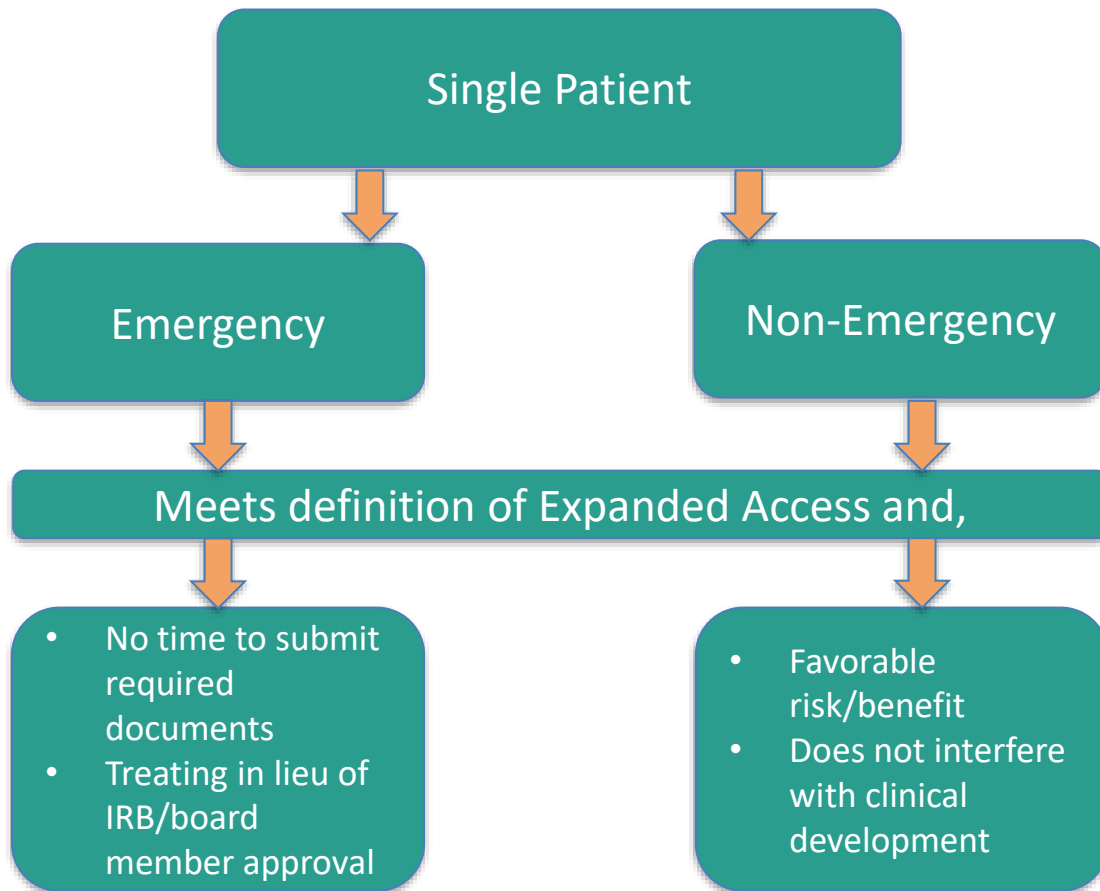 Single Patient
Emergency
Non-Emergency
Meets definition of Expanded Access and,
• No time to submit
required
documents
• Treating in lieu of
IRB/board
member approval
• Favorable
risk/benefit
• Does not interfere
with clinical
development